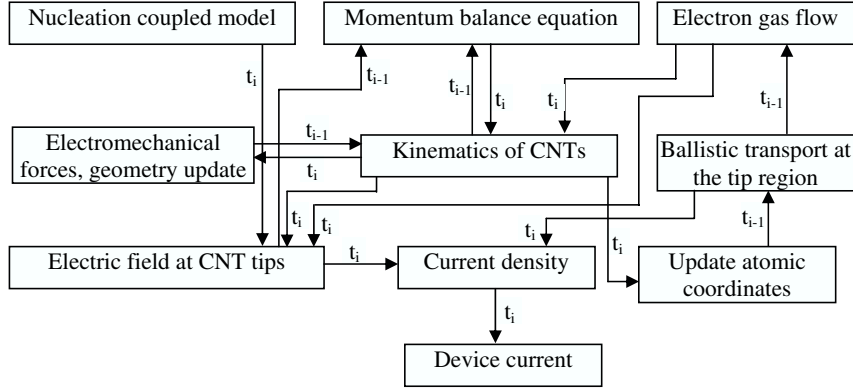 Nucleation coupled model
Momentum balance equation
Electron gas flow
t_i
t_{i-1}
t_{i-1}
t_i
t_i
t_{i-1}
Electromechanical
forces, geometry update
t_{i-1}
t_i
Kinematics of CNTs
Ballistic transport at
the tip region
t_i
t_i
t_i
t_i
t_{i-1}
Electric field at CNT tips
t_i
Current density
Update atomic
coordinates
t_i
Device current